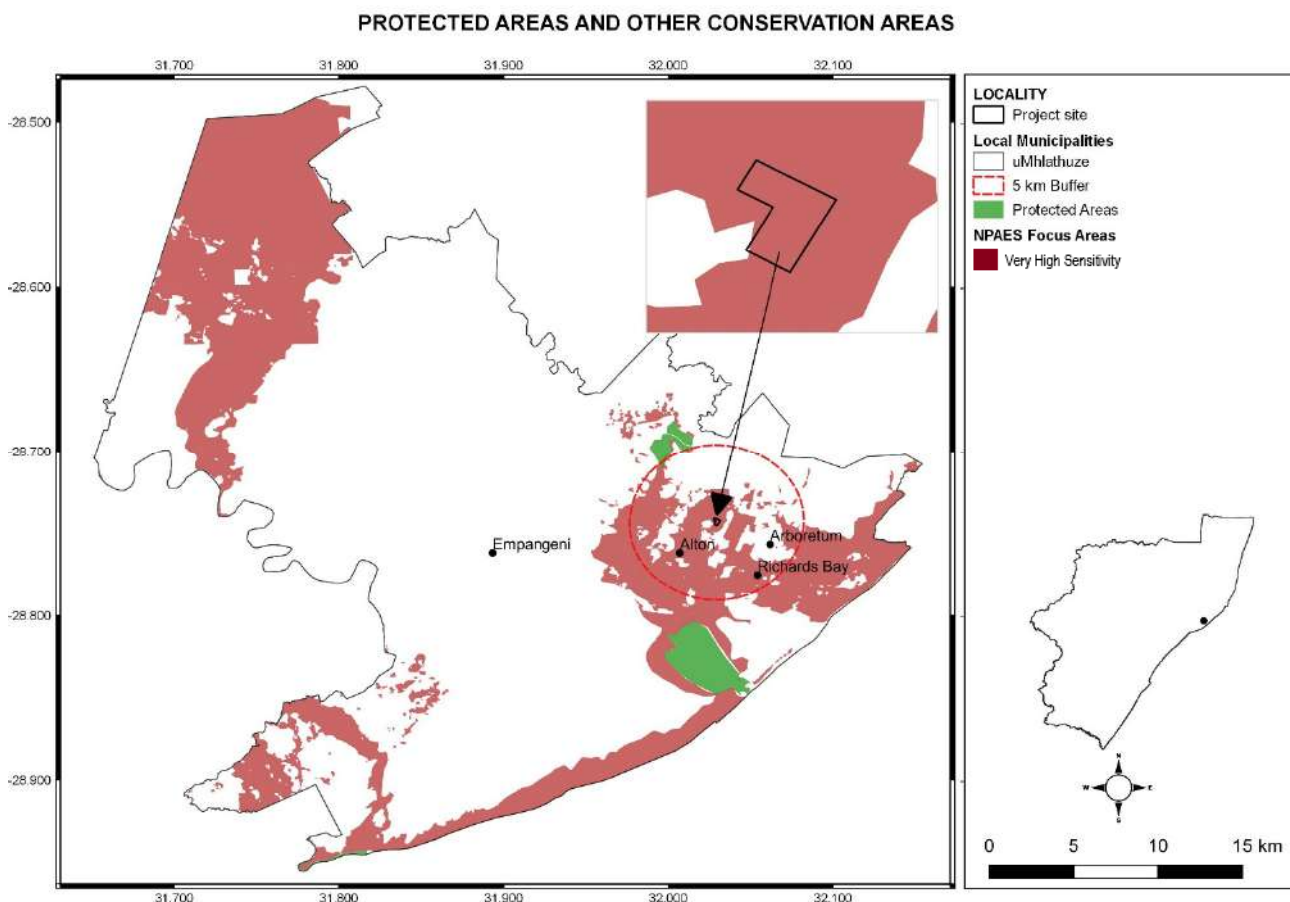 PROTECTED AREAS AND OTHER CONSERVATION AREAS
31.700 31.800 31.900 32.000 32.100
-28.500
-28.600
-28.700
-28.800
-28.900
Empangeni
Alton
Arboretum
Richards Bay
31.700 31.800 31.900 32.000 32.100
LOCALITY
Project site
Local Municipalities
uMhlathuze
5 km Buffer
Protected Areas
NPAES Focus Areas
Very High Sensitivity
N
W E
S
0 5 10 15 km